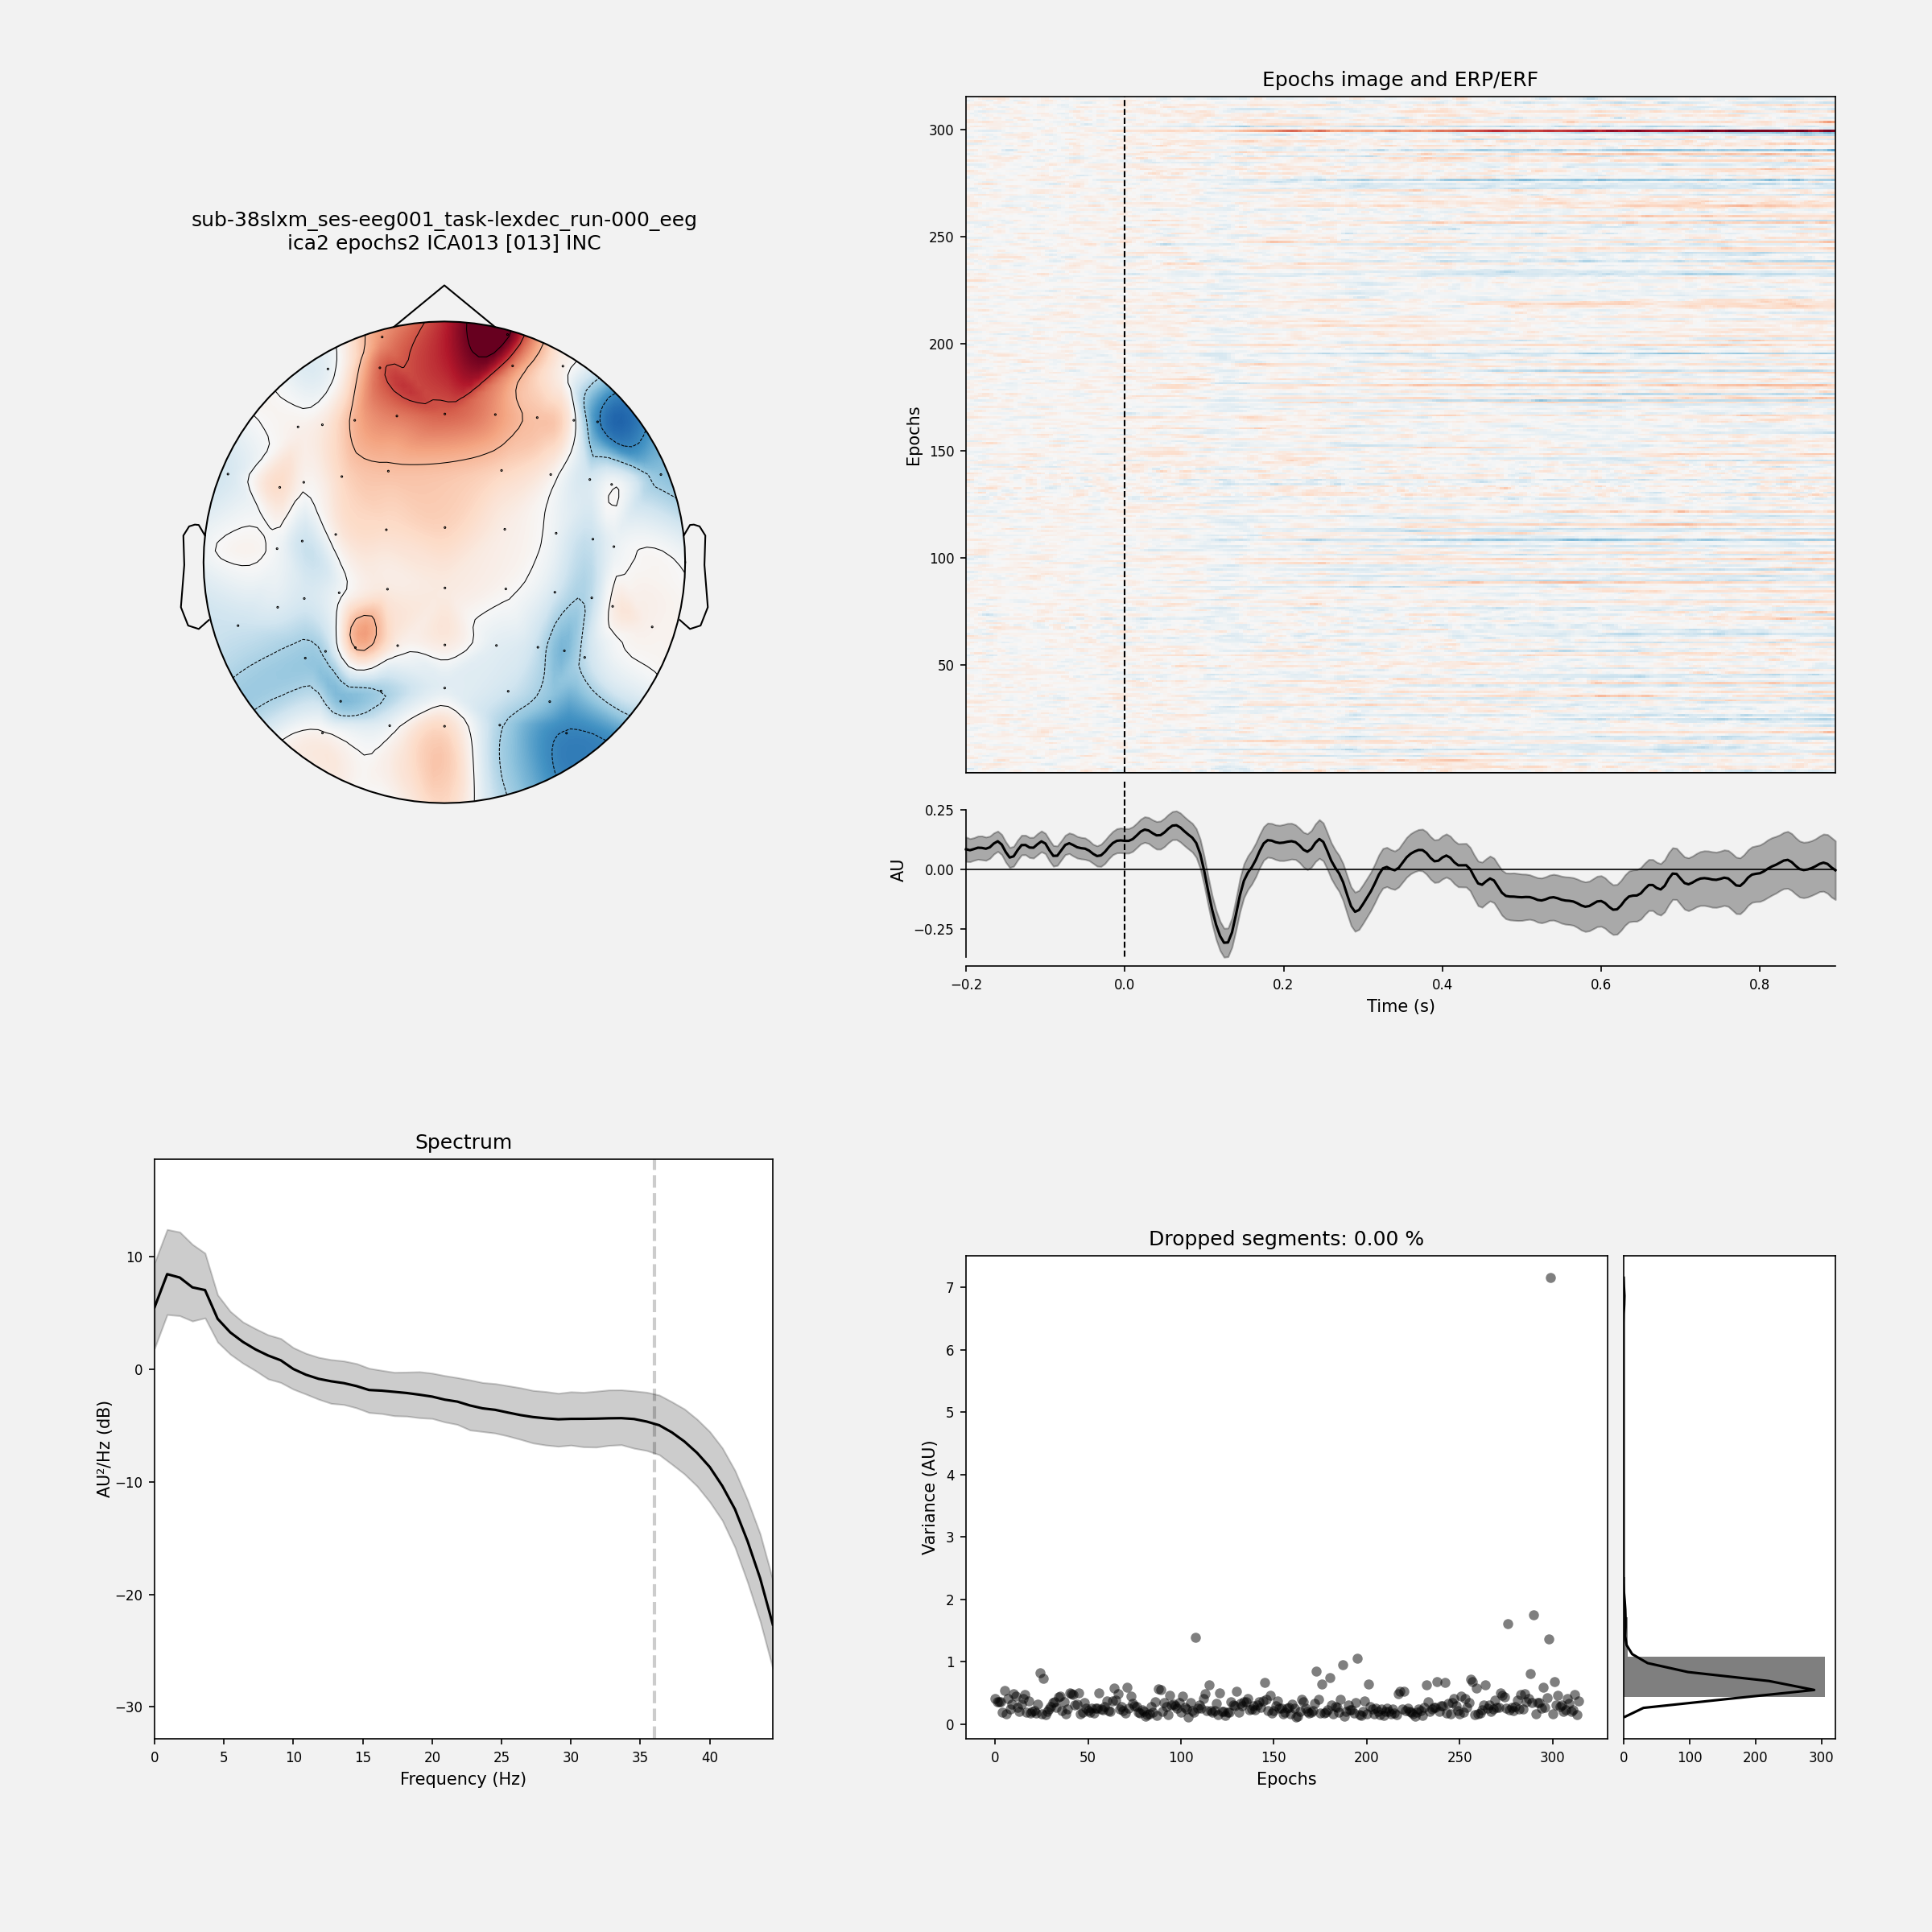 sub-38slxm_ses-eeg001_task-lexdec_run-000_eeg
ica2 epochs2 ICA013 [013] INC
Epochs image and ERP/ERF
300
250
200
150
100
50
Epochs
0.25
0.00
−0.25
AU
−0.2 0.0 0.2 0.4 0.6 0.8
Time (s)
Spectrum
10
0
−10
−20
−30
AU²/Hz (dB)
0 5 10 15 20 25 30 35 40
Frequency (Hz)
Dropped segments: 0.00 %
7
6
5
4
3
2
1
0
Variance (AU)
0 50 100 150 200 250 300
Epochs
0 100 200 300